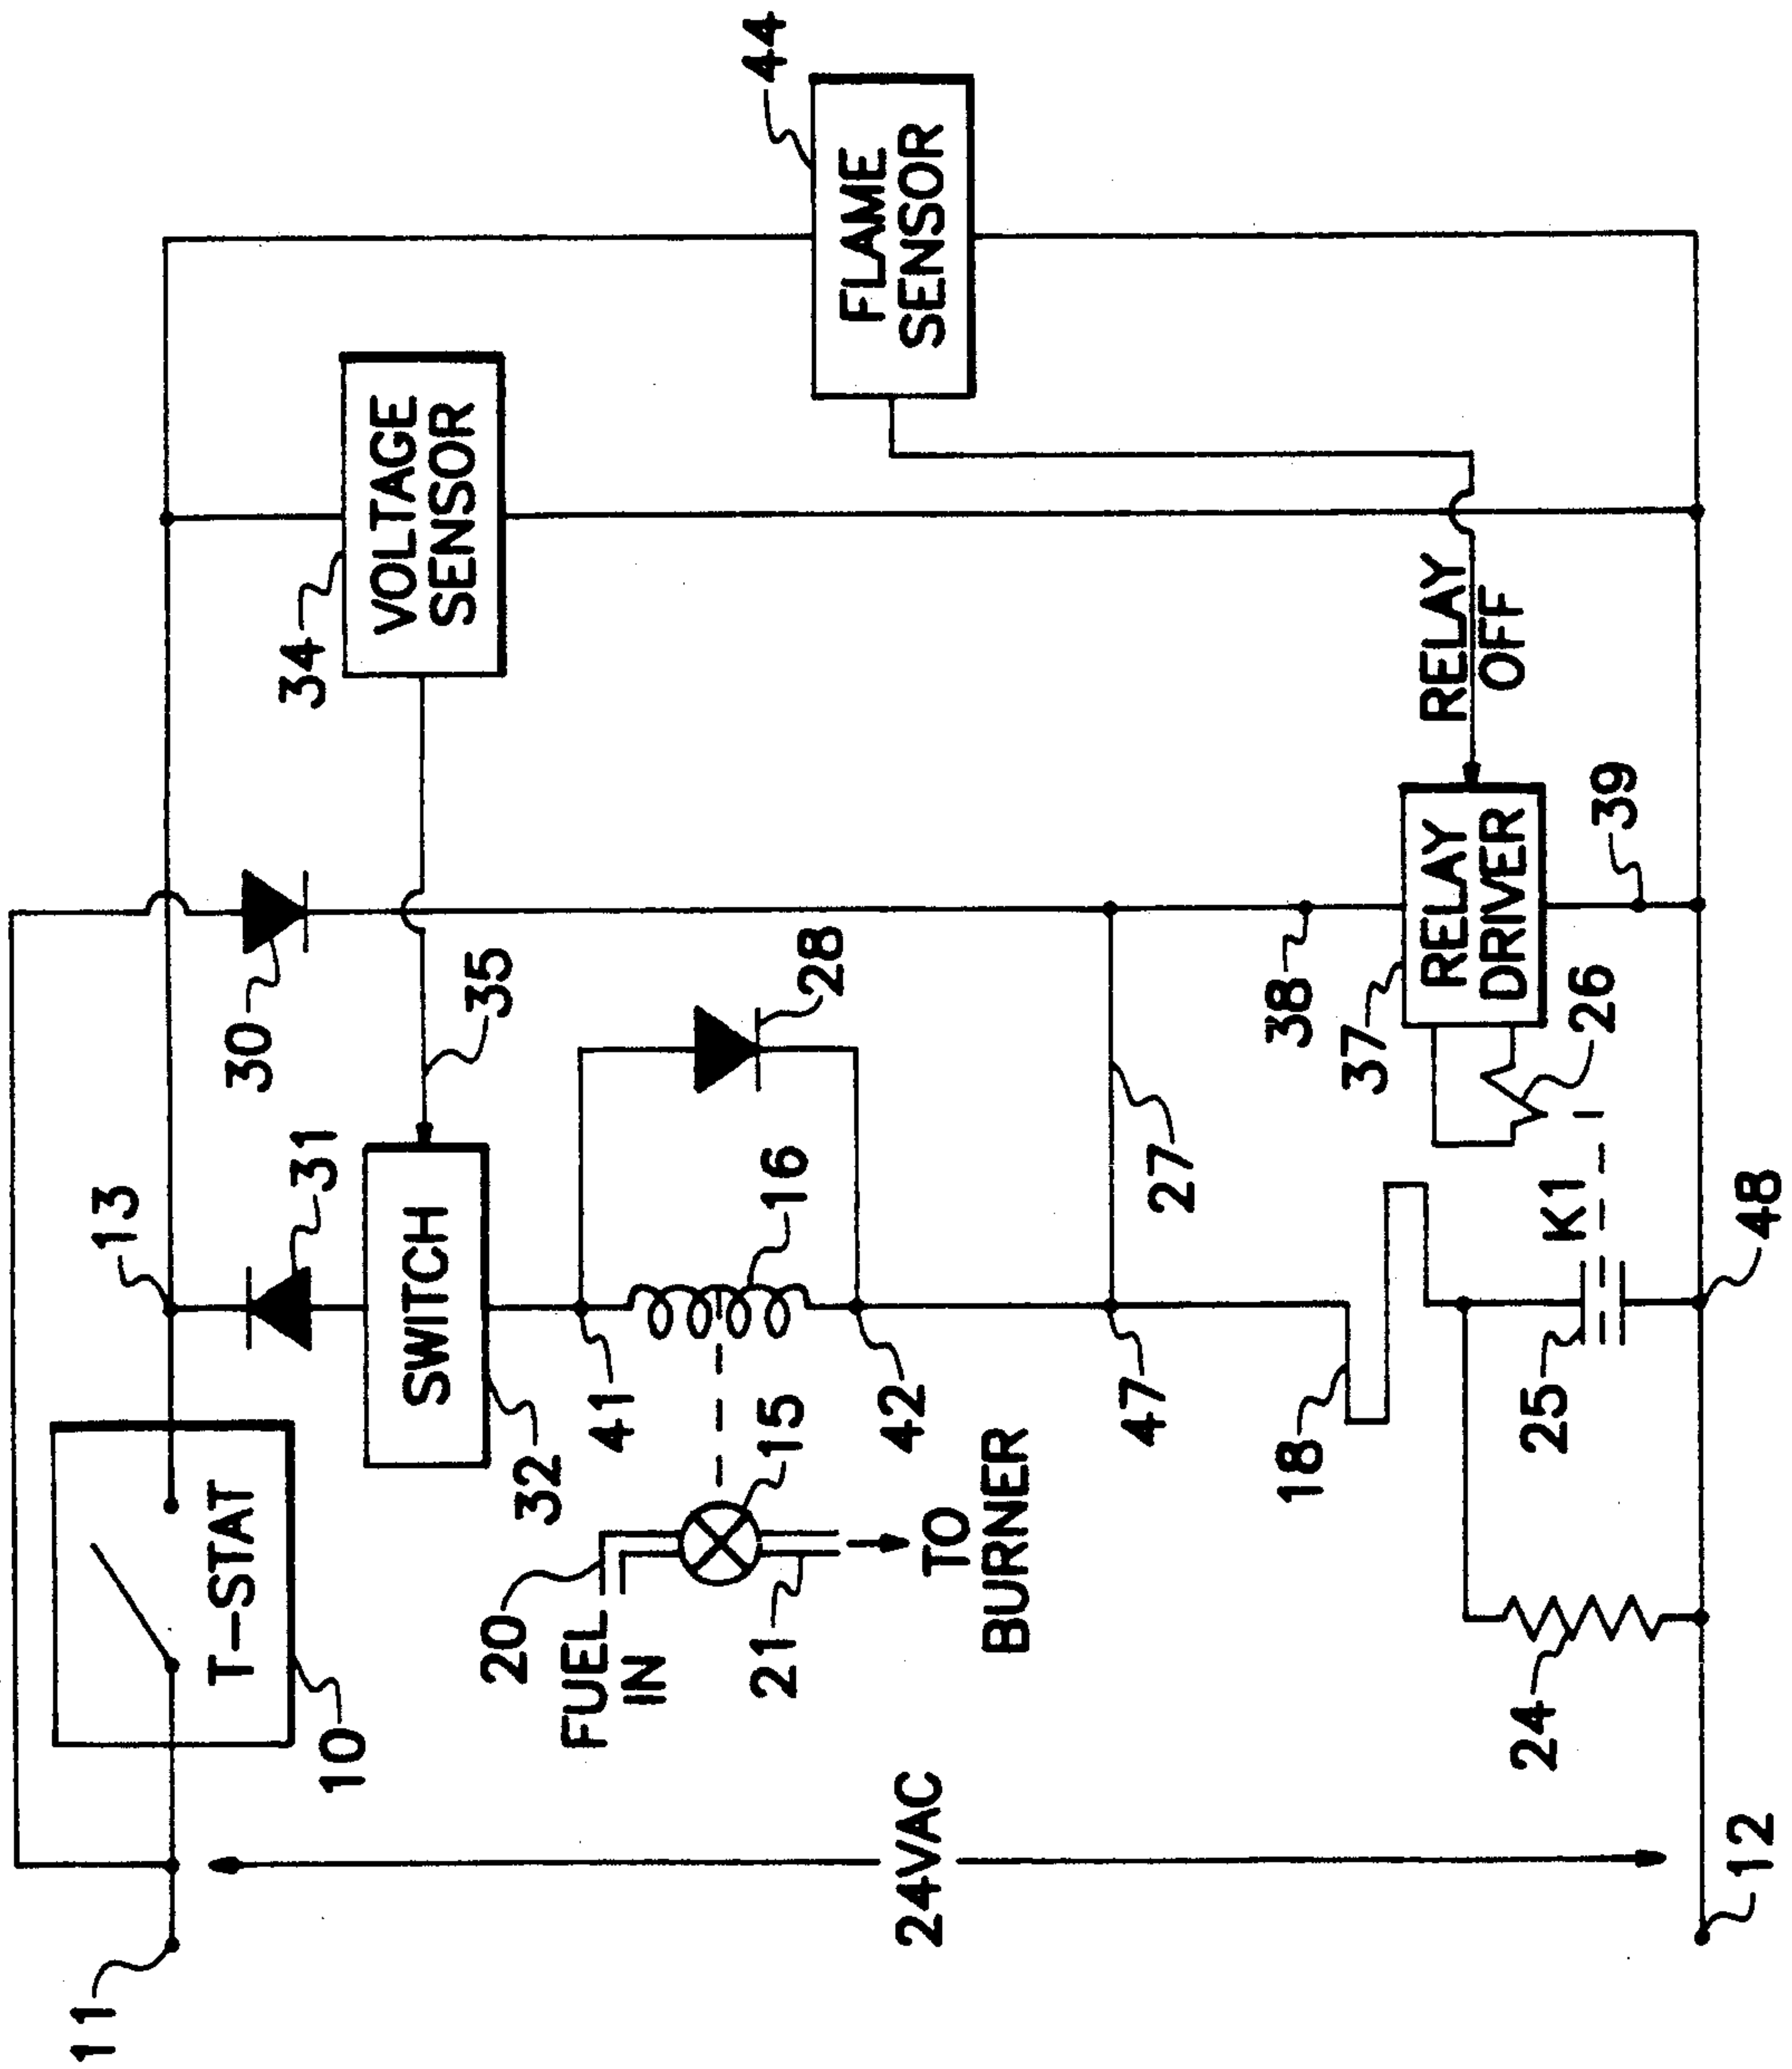 11
10
T-STAT
13
31
30
34
VOLTAGE
SENSOR
44
FLAME
SENSOR
SWITCH
32
35
20
FUEL
IN
15
21
TO
BURNER
41
16
28
42
24VAC
47
27
38
18
37
RELAY
DRIVER
RELAY
OFF
39
26
25
K1
24
12
48